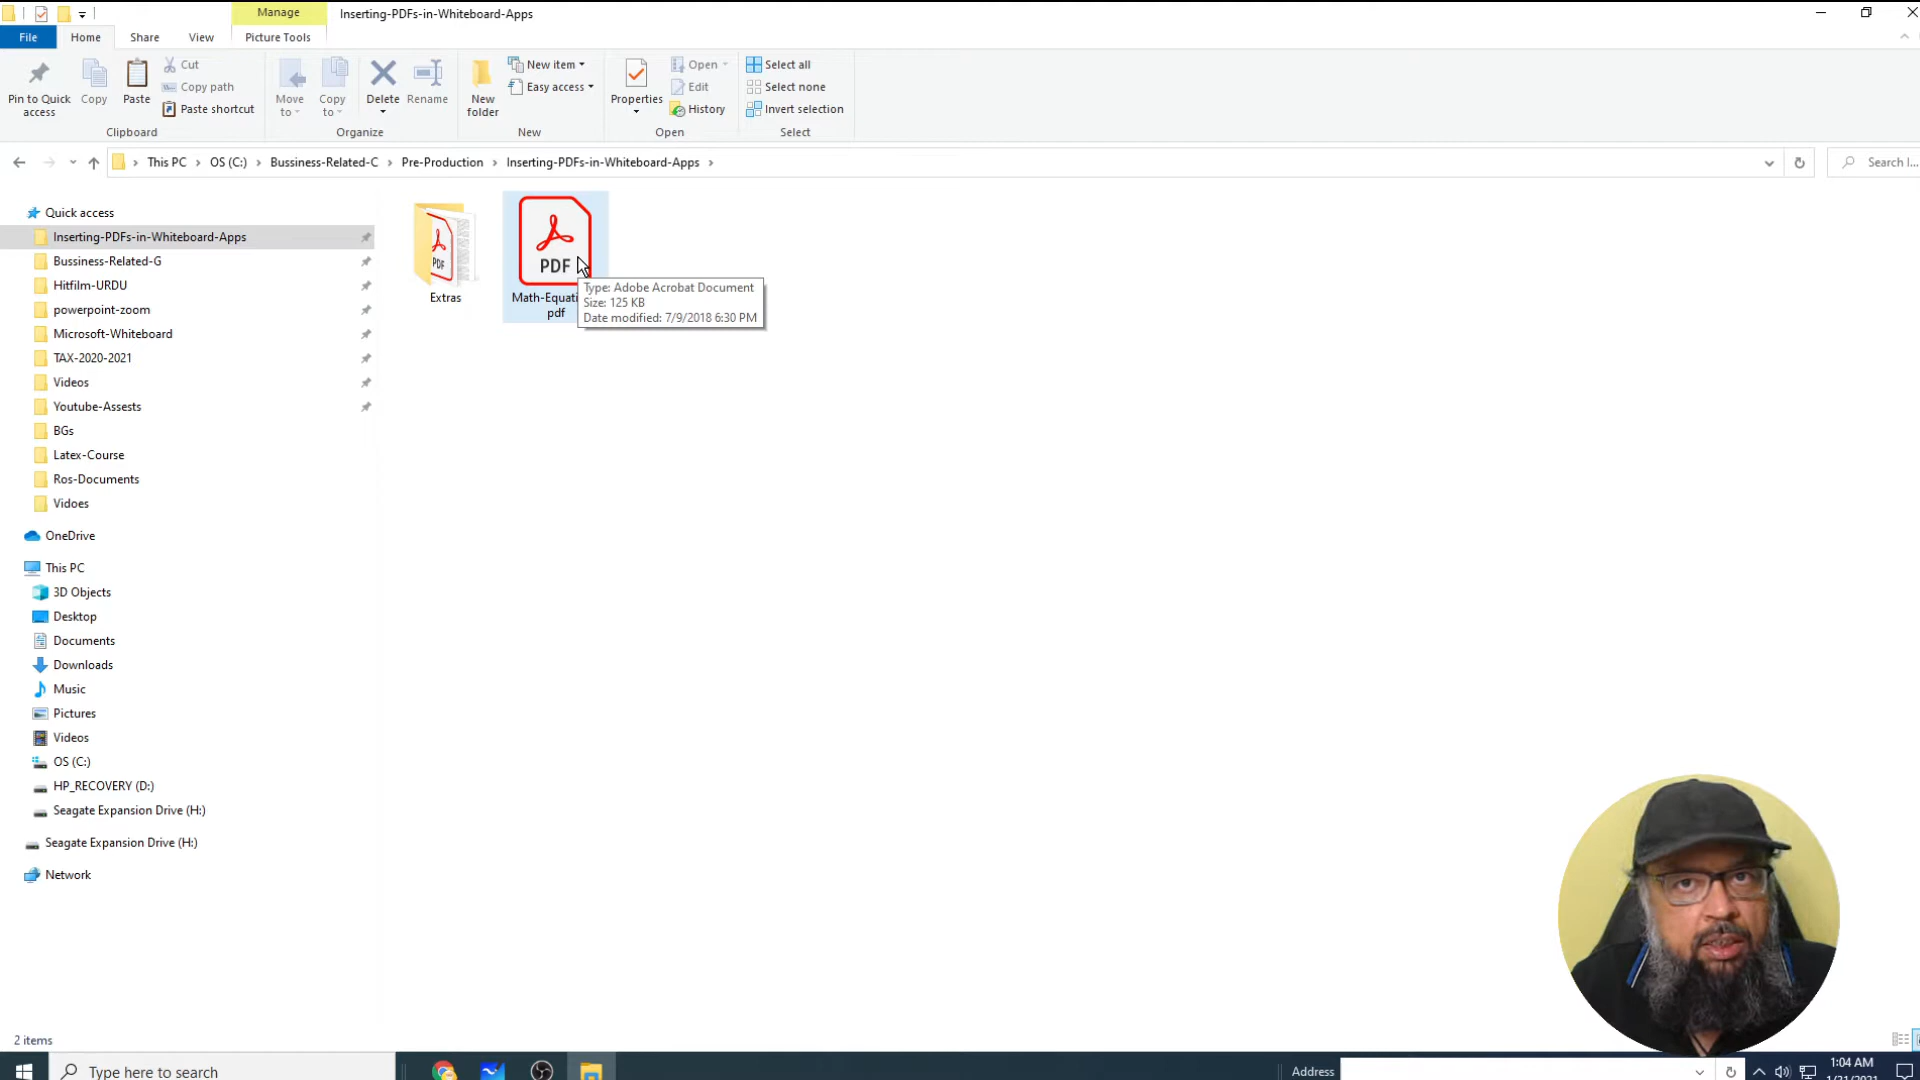 Manage
Inserting-PDFs-in-Whiteboard-Apps
File
Home
Share
View
Picture Tools
Pin to Quick access
Copy
Paste
Cut
Copy path
Paste shortcut
Move to
Copy to
Delete
Rename
New folder
New item
Easy access
Properties
Open
Edit
History
Select all
Select none
Invert selection
Clipboard
Organize
New
Open
Select
This PC
OS (C:)
Bussiness-Related-C
Pre-Production
Inserting-PDFs-in-Whiteboard-Apps
Search I...
Quick access
Inserting-PDFs-in-Whiteboard-Apps
Bussiness-Related-G
Hitfilm-URDU
powerpoint-zoom
Microsoft-Whiteboard
TAX-2020-2021
Videos
Youtube-Assests
BGs
Latex-Course
Ros-Documents
Vidoes
OneDrive
This PC
3D Objects
Desktop
Documents
Downloads
Music
Pictures
Videos
OS (C:)
HP_RECOVERY (D:)
Seagate Expansion Drive (H:)
Seagate Expansion Drive (H:)
Network
PDF
Extras
PDF
Math-Equati
pdf
Type: Adobe Acrobat Document
Size: 125 KB
Date modified: 7/9/2018 6:30 PM
2 items
Type here to search
Address
1:04 AM